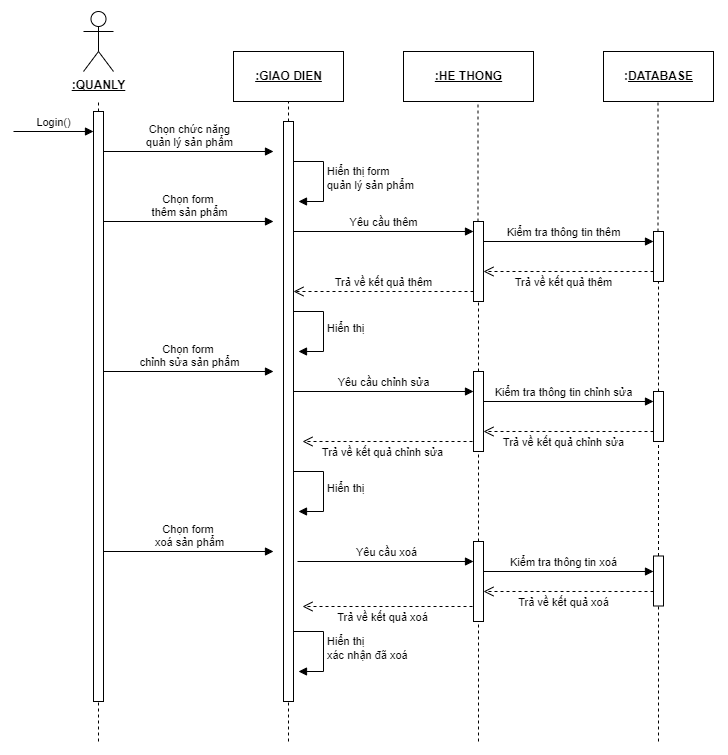 :QUANLY
:GIAO DIEN
:HE THONG
:DATABASE
Login()
Chọn chức năng
quản lý sản phẩm
Hiển thị form
quản lý sản phẩm
Chọn form
thêm sản phẩm
Yêu cầu thêm
Kiểm tra thông tin thêm
Trả về kết quả thêm
Trả về kết quả thêm
Hiển thị
Chọn form
chỉnh sửa sản phẩm
Yêu cầu chỉnh sửa
Kiểm tra thông tin chỉnh sửa
Trả về kết quả chỉnh sửa
Trả về kết quả chỉnh sửa
Hiển thị
Chọn form
xoá sản phẩm
Yêu cầu xoá
Kiểm tra thông tin xoá
Trả về kết quả xoá
Trả về kết quả xoá
Hiển thị
xác nhận đã xoá